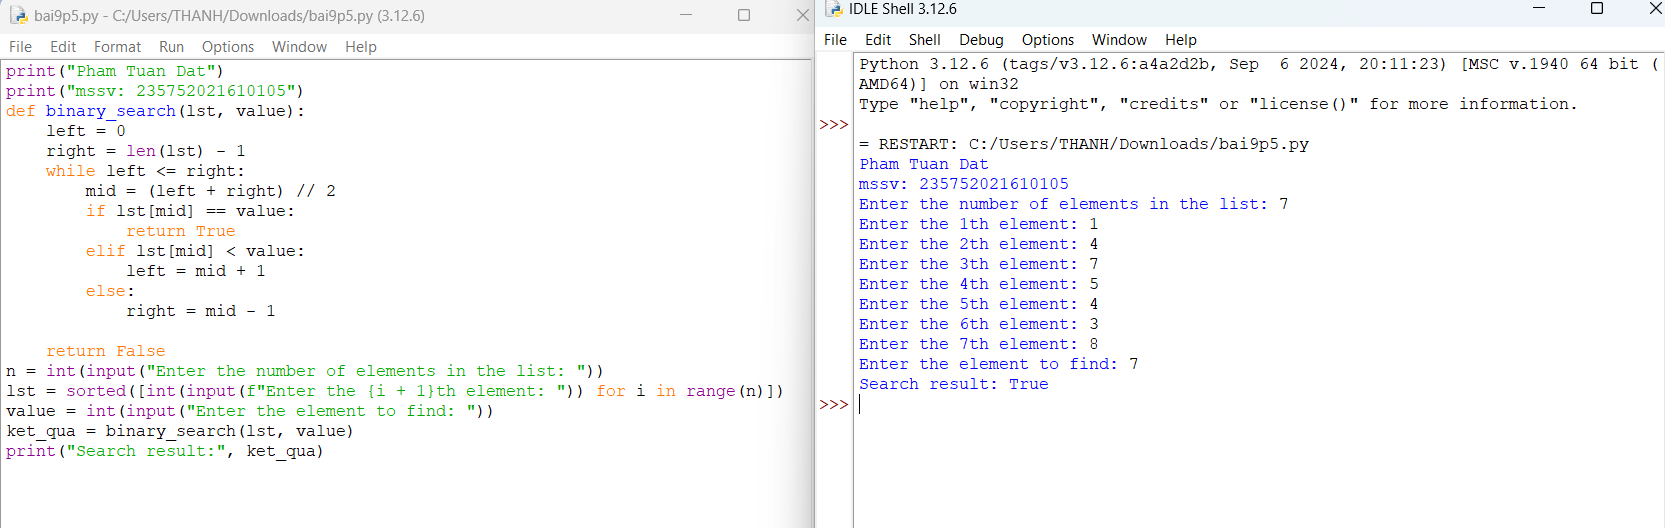 bai9p5.py - C:/Users/THANH/Downloads/bai9p5.py (3.12.6)
File Edit Format Run Options Window Help
print("Pham Tuan Dat")
print("mssv: 235752021610105")
def binary_search(lst, value):
    left = 0
    right = len(lst) - 1
    while left <= right:
        mid = (left + right) // 2
        if lst[mid] == value:
            return True
        elif lst[mid] < value:
            left = mid + 1
        else:
            right = mid - 1
    return False
n = int(input("Enter the number of elements in the list: "))
lst = sorted([int(input(f"Enter the {i + 1}th element: ")) for i in range(n)])
value = int(input("Enter the element to find: "))
ket_qua = binary_search(lst, value)
print("Search result:", ket_qua)
IDLE Shell 3.12.6
File Edit Shell Debug Options Window Help
Python 3.12.6 (tags/v3.12.6:a4a2d2b, Sep  6 2024, 20:11:23) [MSC v.1940 64 bit (
AMD64)] on win32
Type "help", "copyright", "credits" or "license()" for more information.
>>>
= RESTART: C:/Users/THANH/Downloads/bai9p5.py
Pham Tuan Dat
mssv: 235752021610105
Enter the number of elements in the list: 7
Enter the 1th element: 1
Enter the 2th element: 4
Enter the 3th element: 7
Enter the 4th element: 5
Enter the 5th element: 4
Enter the 6th element: 3
Enter the 7th element: 8
Enter the element to find: 7
Search result: True
>>>